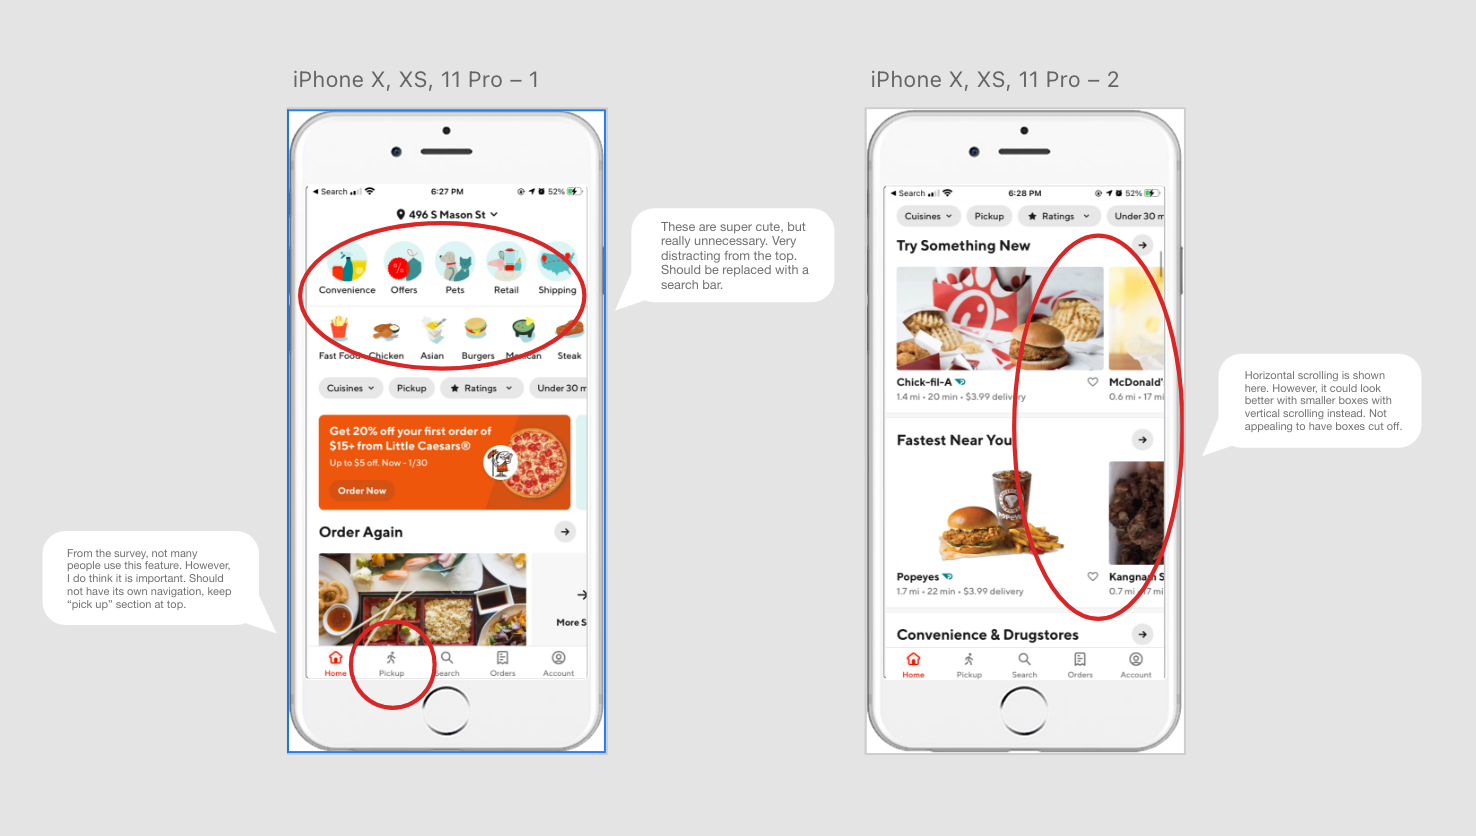 iPhone X, XS, 11 Pro – 1
Search
6:27 PM
52%
496 S Mason St
Convenience Offers Pets Retail Shipping
Fast Food Chicken Asian Burgers Mexican Steak
Cuisines Pickup Ratings Under 30 m
Get 20% off your first order of
$15+ from Little Caesars®
Up to $5 off. Now - 1/30
Order Now
Order Again
More S
Home Pickup Search Orders Account
These are super cute, but
really unnecessary. Very
distracting from the top.
Should be replaced with a
search bar.
From the survey, not many
people use this feature. However,
I do think it is important. Should
not have its own navigation, keep
“pick up” section at top.
iPhone X, XS, 11 Pro – 2
Search
6:28 PM
52%
Cuisines Pickup Ratings Under 30 m
Try Something New
Chick-fil-A
1.4 mi • 20 min • $3.99 delivery
McDonald'
0.6 mi • 17 mi
Fastest Near You
POPEYES
Popeyes
1.7 mi • 22 min • $3.99 delivery
Kangnam S
0.7 mi • 17 mi
Convenience & Drugstores
Home Pickup Search Orders Account
Horizontal scrolling is shown
here. However, it could look
better with smaller boxes with
vertical scrolling instead. Not
appealing to have boxes cut off.